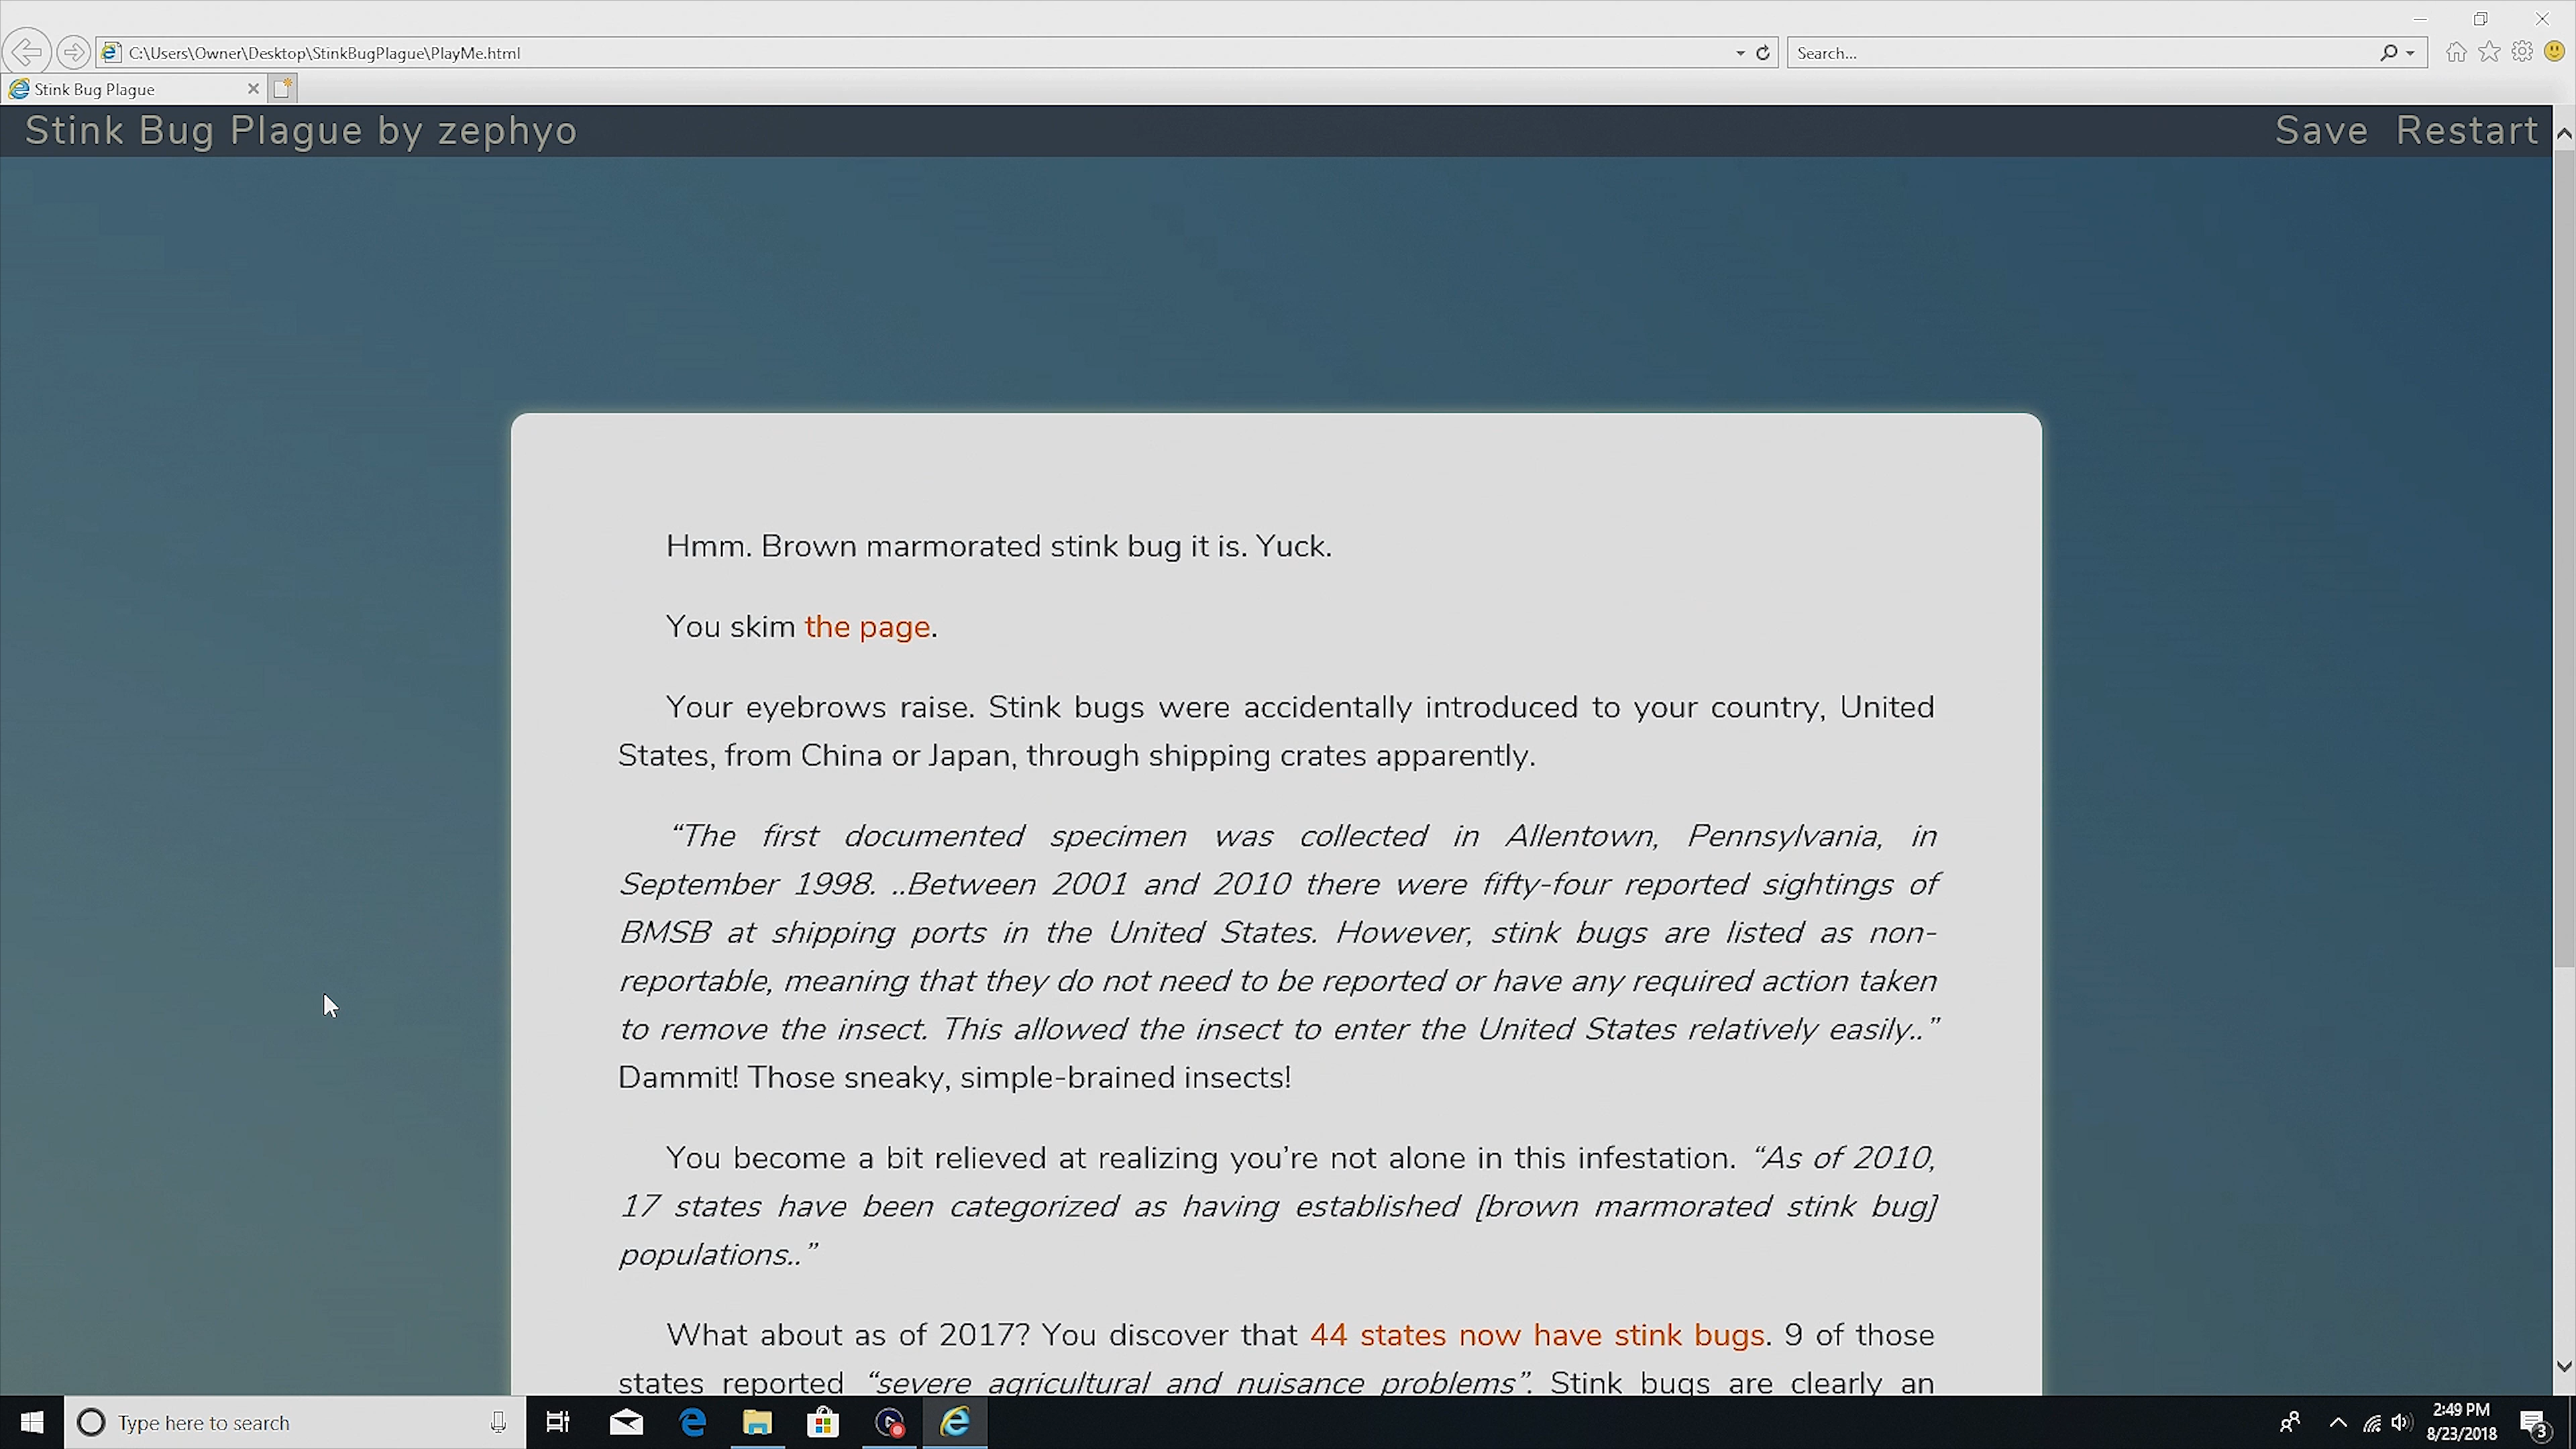 C:\Users\Owner\Desktop\StinkBugPlague\PlayMe.html
Search...
Stink Bug Plague
Stink Bug Plague by zephyo
Save Restart
Hmm. Brown marmorated stink bug it is. Yuck.
You skim the page.
Your eyebrows raise. Stink bugs were accidentally introduced to your country, United
States, from China or Japan, through shipping crates apparently.
“The first documented specimen was collected in Allentown, Pennsylvania, in
September 1998. ..Between 2001 and 2010 there were fifty-four reported sightings of
BMSB at shipping ports in the United States. However, stink bugs are listed as non-
reportable, meaning that they do not need to be reported or have any required action taken
to remove the insect. This allowed the insect to enter the United States relatively easily..”
Dammit! Those sneaky, simple-brained insects!
You become a bit relieved at realizing you’re not alone in this infestation. “As of 2010,
17 states have been categorized as having established [brown marmorated stink bug]
populations..”
What about as of 2017? You discover that 44 states now have stink bugs. 9 of those
states reported “severe agricultural and nuisance problems”. Stink bugs are clearly an
Type here to search
2:49 PM
8/23/2018
3